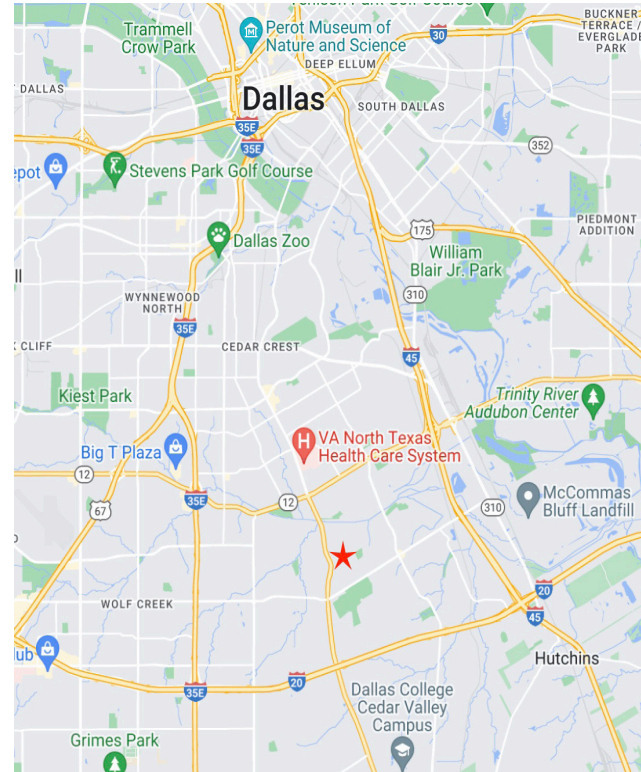 BUCKNER
TERRACE /
EVERGLADE
PARK
Trammell
Crow Park
Perot Museum of
Nature and Science
30
DEEP ELLUM
DALLAS
Dallas
SOUTH DALLAS
35E
35E
352
epot
Stevens Park Golf Course
PIEDMONT
ADDITION
175
Dallas Zoo
William
Blair Jr. Park
ll
310
WYNNEWOOD
NORTH
35E
CLIFF
CEDAR CREST
45
Kiest Park
Trinity River
Audubon Center
Big T Plaza
H
VA North Texas
Health Care System
12
67
35E
12
310
McCommas
Bluff Landfill
20
WOLF CREEK
45
lub
Hutchins
35E
20
Dallas College
Cedar Valley
Campus
Grimes Park